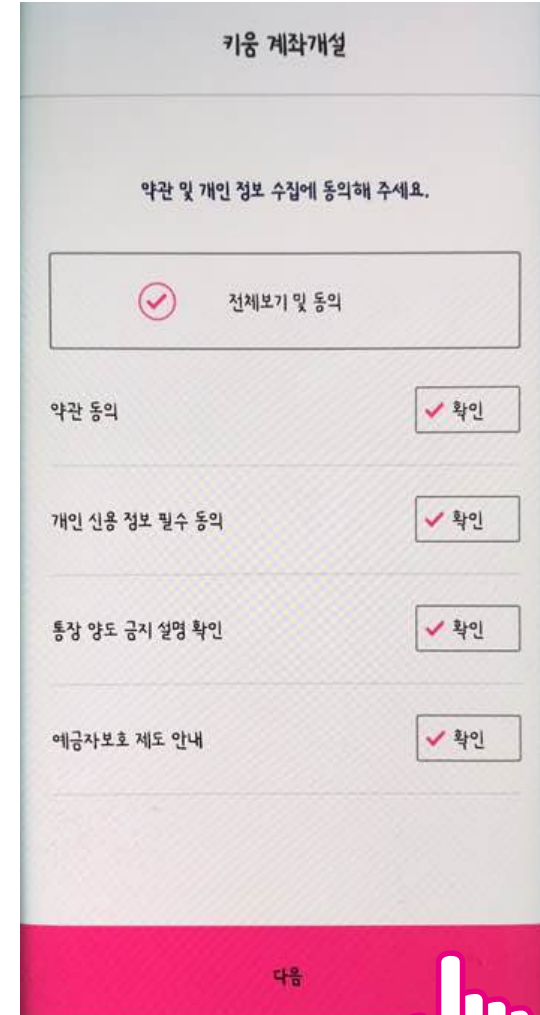 키움 계좌개설
약관 및 개인 정보 수집에 동의해 주세요.
전체보기 및 동의
약관 동의
확인
개인 신용 정보 필수 동의
확인
통장 양도 금지 설명 확인
확인
예금자보호 제도 안내
확인
다음